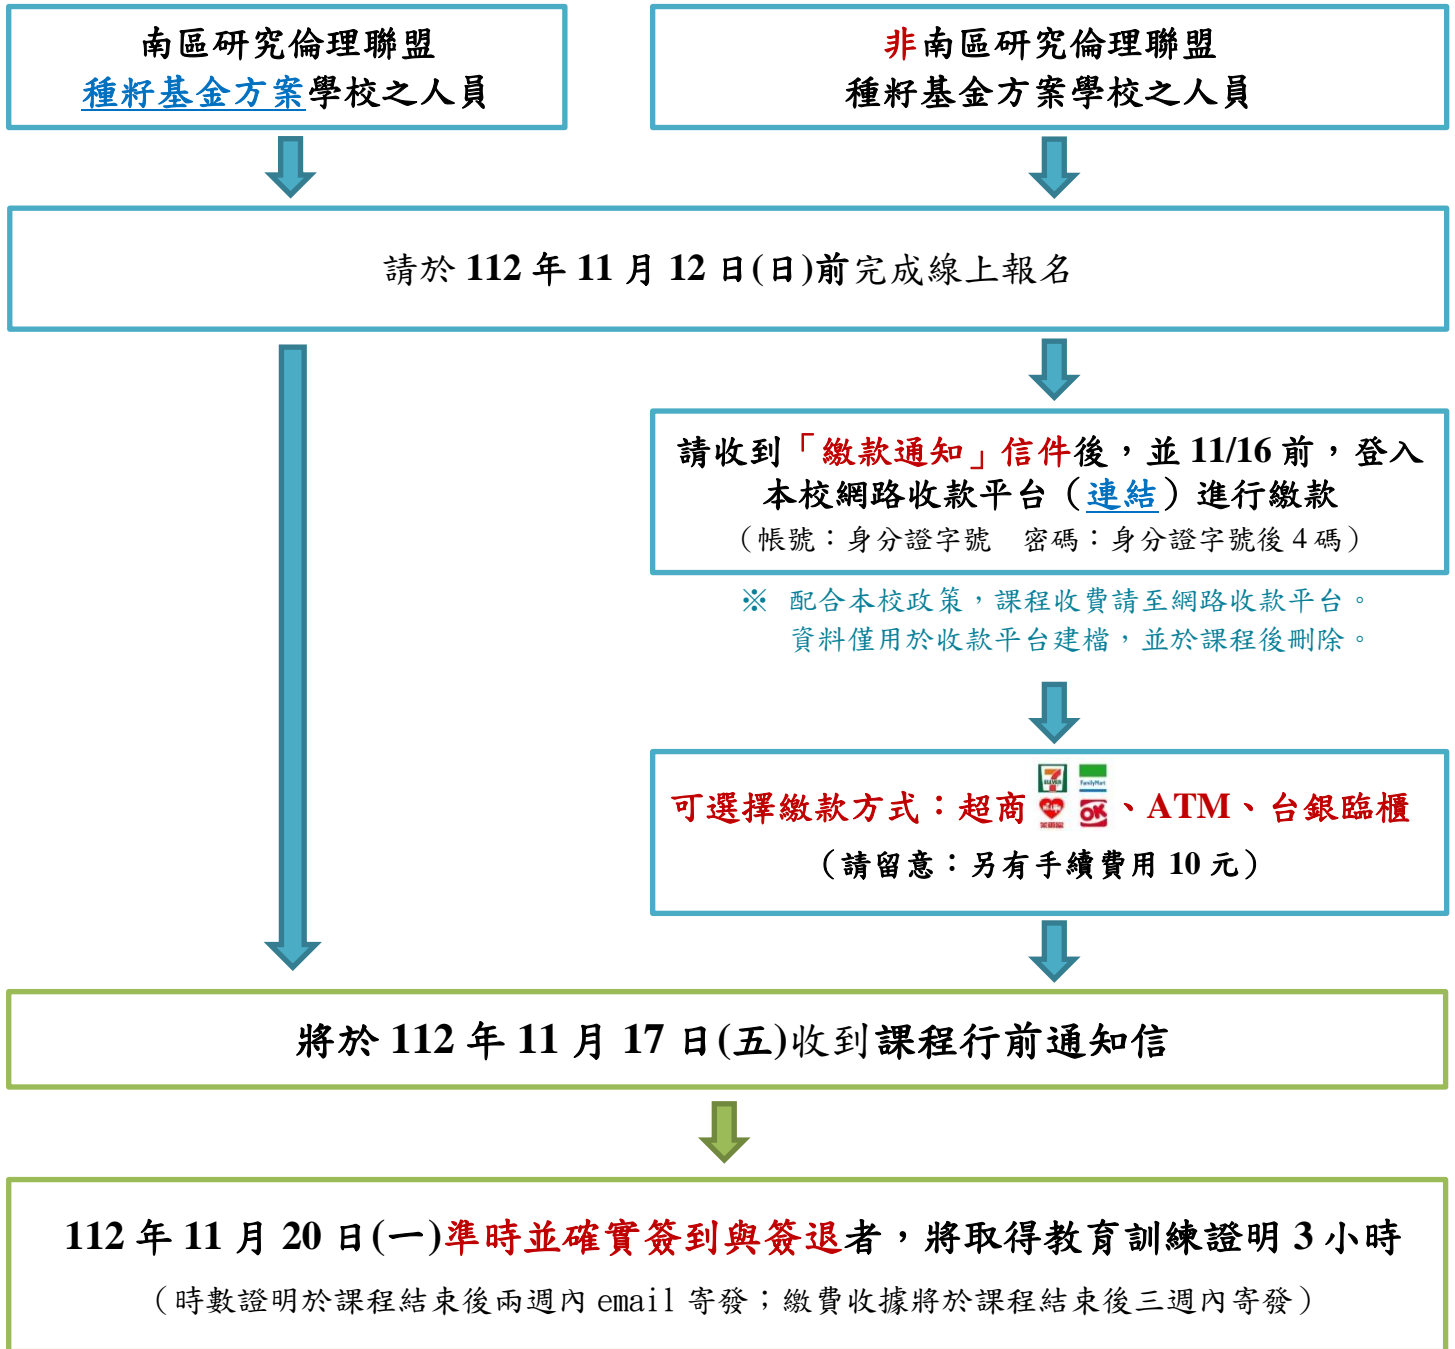 南區研究倫理聯盟
種籽基金方案學校之人員
非南區研究倫理聯盟
種籽基金方案學校之人員
請於 112 年 11 月 12 日(日)前完成線上報名
請收到「繳款通知」信件後，並 11/16 前，登入
本校網路收款平台（連結）進行繳款
（帳號：身分證字號　密碼：身分證字號後 4 碼）
※ 配合本校政策，課程收費請至網路收款平台。
資料僅用於收款平台建檔，並於課程後刪除。
可選擇繳款方式：超商、ATM、台銀臨櫃
7 ELEVEN
FamilyMart
OK
（請留意：另有手續費用 10 元）
將於 112 年 11 月 17 日(五)收到課程行前通知信
112 年 11 月 20 日(一)準時並確實簽到與簽退者，將取得教育訓練證明 3 小時
（時數證明於課程結束後兩週內 email 寄發；繳費收據將於課程結束後三週內寄發）